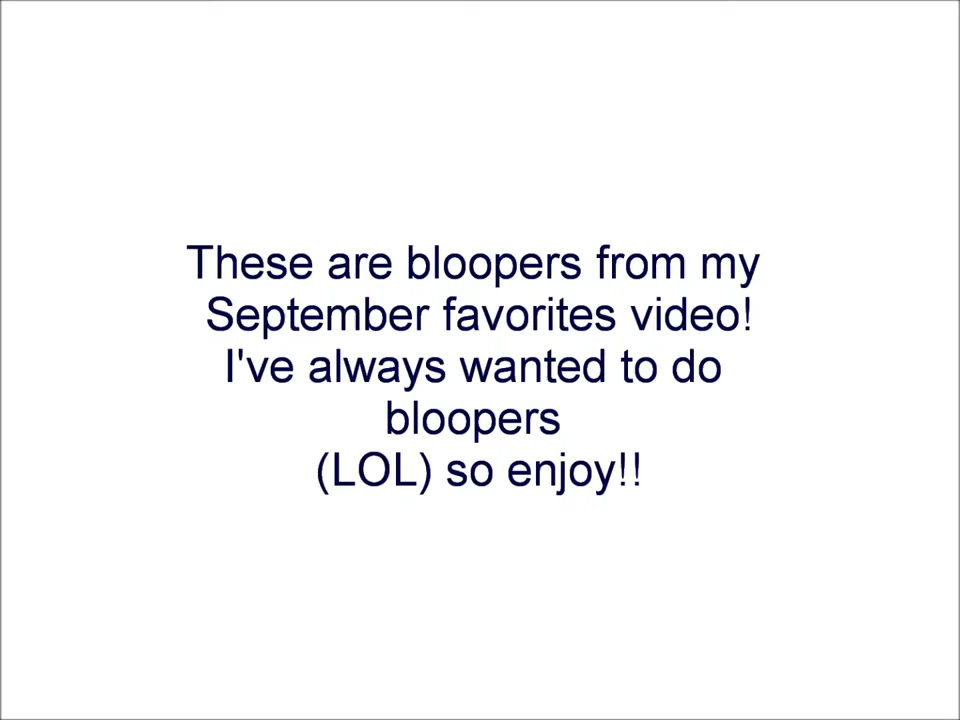 These are bloopers from my
September favorites video!
I've always wanted to do
bloopers
(LOL) so enjoy!!